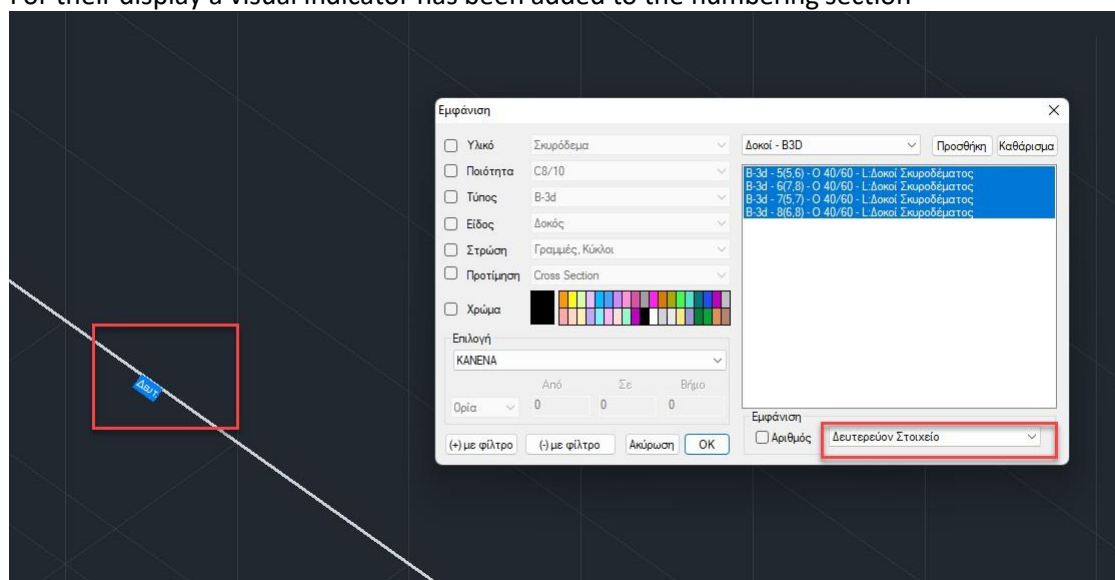 For their display a visual indicator has been added to the numbering section
Εμφάνιση
Υλικό Σκυρόδεμα
Ποιότητα C8/10
Τύπος B-3d
Είδος Δοκός
Στρώση Γραμμές, Κύκλοι
Προτίμηση Cross Section
Χρώμα
Επιλογή
ΚΑΝΕΝΑ
Από Σε Βήμα
Ορία 0 0 0
(+) με φίλτρο (-) με φίλτρο Ακύρωση OK
Δοκοί - B3D Προσθήκη Καθάρισμα
B-3d - 5(5,6) - O 40/60 - L:Δοκοί Σκυροδέματος
B-3d - 6(7,8) - O 40/60 - L:Δοκοί Σκυροδέματος
B-3d - 7(5,7) - O 40/60 - L:Δοκοί Σκυροδέματος
B-3d - 8(6,8) - O 40/60 - L:Δοκοί Σκυροδέματος
Εμφάνιση
Αριθμός Δευτερεύον Στοιχείο
Δευτ.